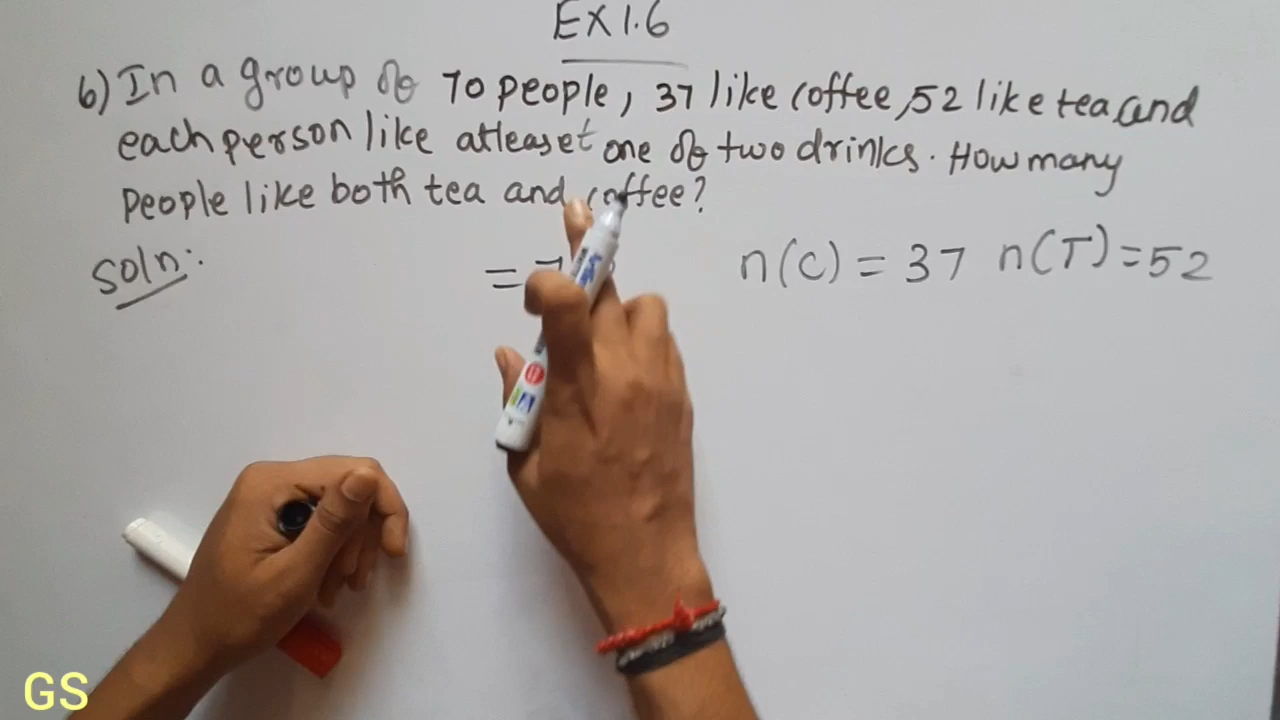 EX 1.6
6) In a group of 70 people, 37 like coffee, 52 like tea and
each person like atleaset one of two drinks. How many
people like both tea and coffee?
Soln:
= n(C) = 37 n(T) = 52
GS